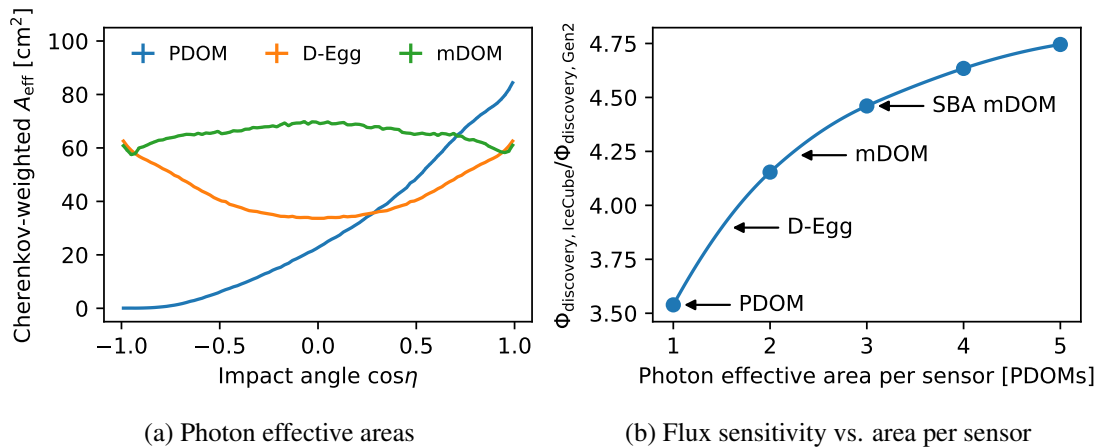 Cherenkov-weighted A_eff [cm²]
100
80
60
40
20
0
PDOM
D-Egg
mDOM
−1.0
−0.5
0.0
0.5
1.0
Impact angle cosη
(a) Photon effective areas
Φ_discovery, IceCube/Φ_discovery, Gen2
4.75
4.50
4.25
4.00
3.75
3.50
SBA mDOM
mDOM
D-Egg
PDOM
1
2
3
4
5
Photon effective area per sensor [PDOMs]
(b) Flux sensitivity vs. area per sensor